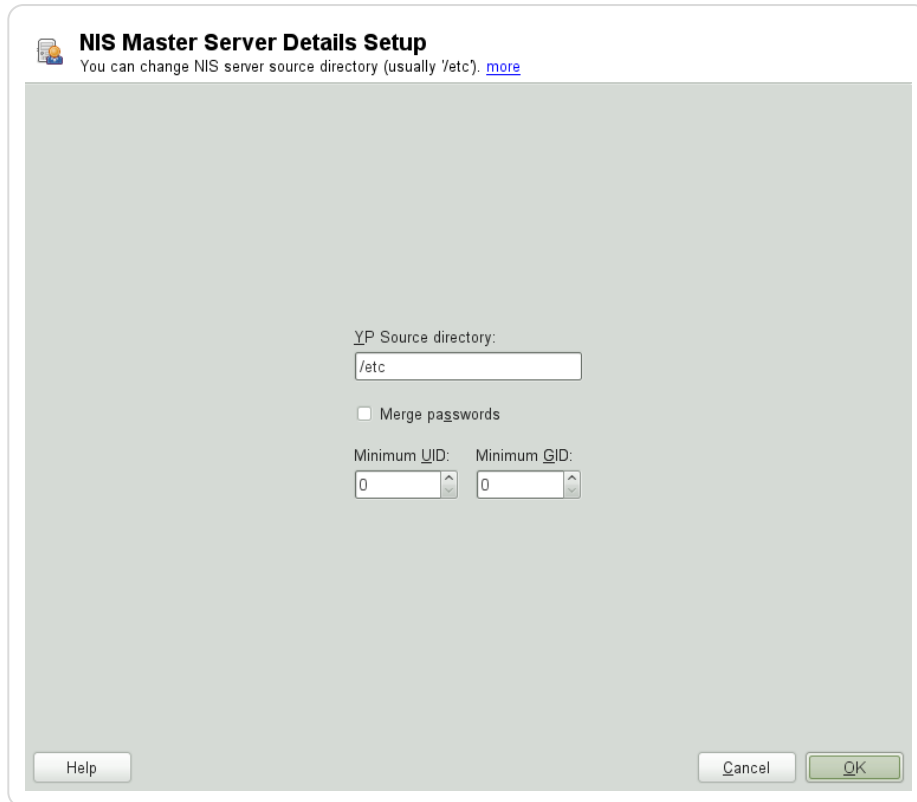 NIS Master Server Details Setup
You can change NIS server source directory (usually '/etc'). more
YP Source directory:
/etc
Merge passwords
Minimum UID: Minimum GID:
0 0
Help Cancel OK